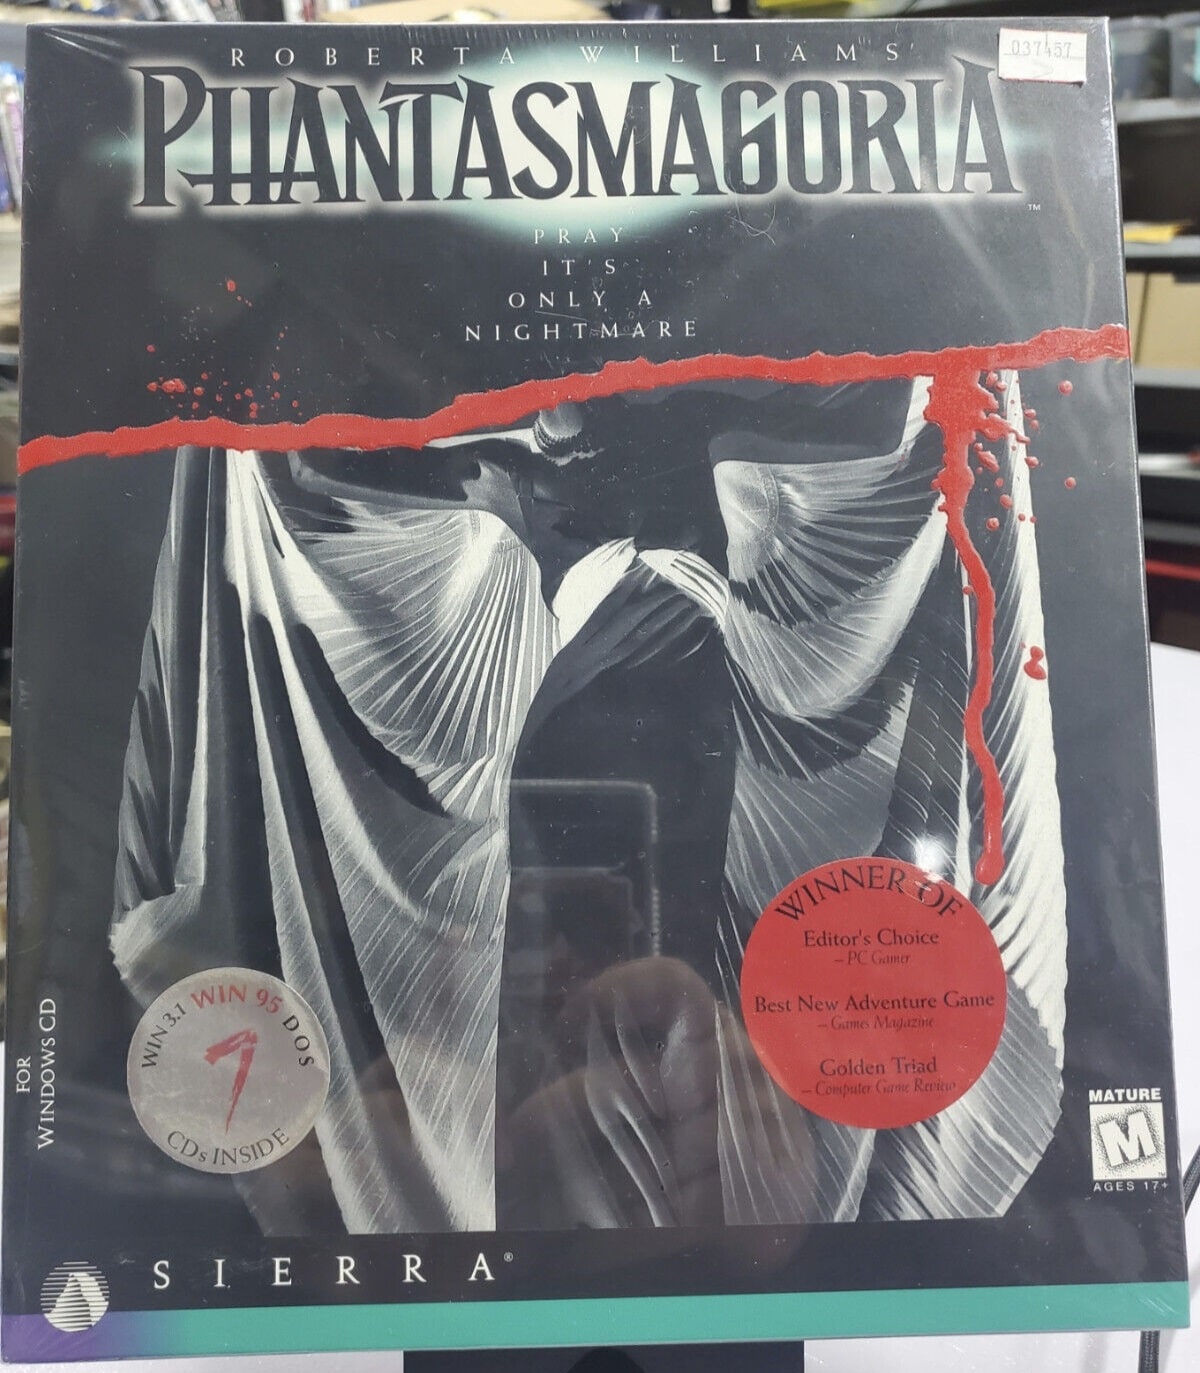 037457
ROBERTA WILLIAMS'
PHANTASMAGORIA™
PRAY
IT'S
ONLY A
NIGHTMARE
WINNER OF
Editor's Choice
– PC Gamer
Best New Adventure Game
– Games Magazine
Golden Triad
– Computer Game Review
WIN 3.1 WIN 95 DOS
7
CDs INSIDE
FOR
WINDOWS CD
MATURE
M
AGES 17+
SIERRA®